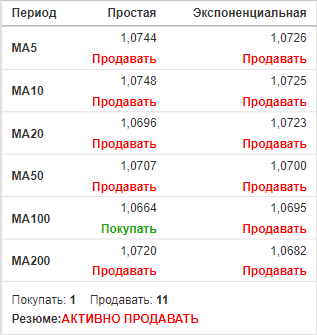 Период Простая Экспоненциальная
1,0744 1,0726
MA5
Продавать Продавать
1,0748 1,0725
MA10
Продавать Продавать
1,0696 1,0723
MA20
Продавать Продавать
1,0707 1,0700
MA50
Продавать Продавать
1,0664 1,0695
MA100
Покупать Продавать
1,0720 1,0682
MA200
Продавать Продавать
Покупать: 1 Продавать: 11
Резюме:АКТИВНО ПРОДАВАТЬ